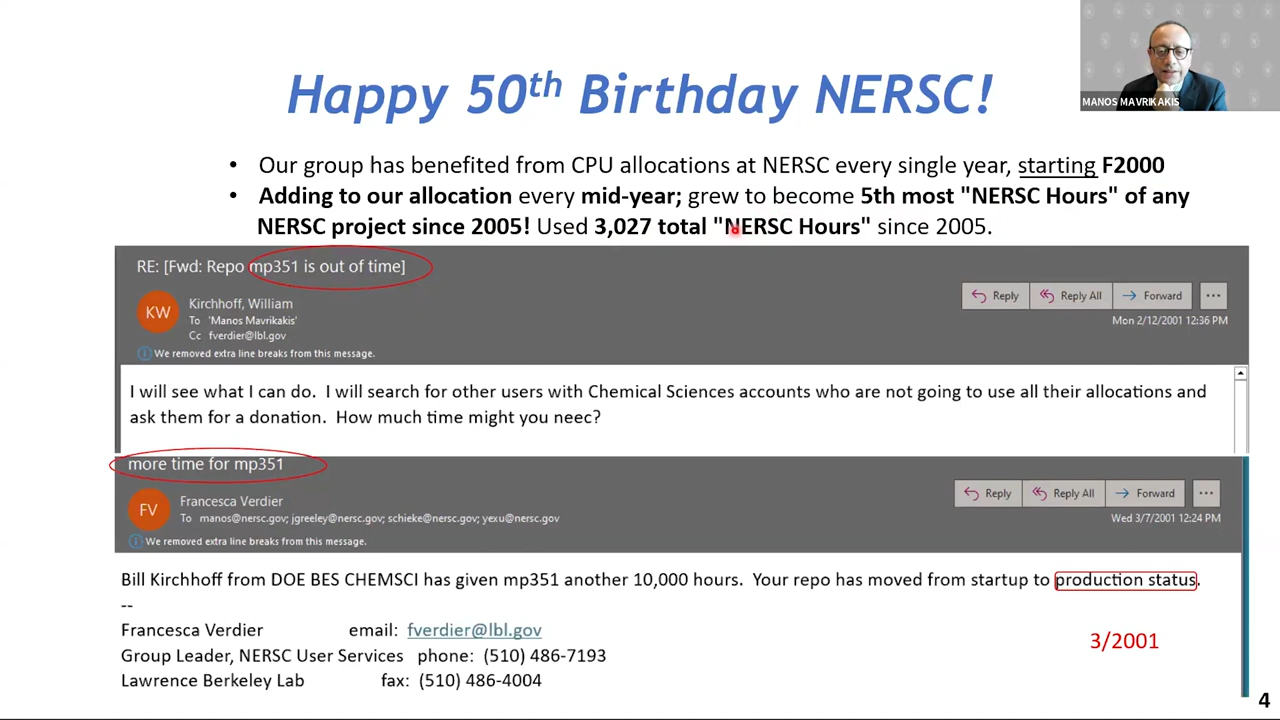 MANOS MAVRIKAKIS
Happy 50th Birthday NERSC!
• Our group has benefited from CPU allocations at NERSC every single year, starting F2000
• Adding to our allocation every mid-year; grew to become 5th most "NERSC Hours" of any
NERSC project since 2005! Used 3,027 total "NERSC Hours" since 2005.
RE: [Fwd: Repo mp351 is out of time]
KW
Kirchhoff, William
To 'Manos Mavrikakis'
Cc fverdier@lbl.gov
We removed extra line breaks from this message.
Reply Reply All Forward ...
Mon 2/12/2001 12:36 PM
I will see what I can do. I will search for other users with Chemical Sciences accounts who are not going to use all their allocations and
ask them for a donation. How much time might you neec?
more time for mp351
FV
Francesca Verdier
To manos@nersc.gov; jgreeley@nersc.gov; schieke@nersc.gov; yexu@nersc.gov
We removed extra line breaks from this message.
Reply Reply All Forward ...
Wed 3/7/2001 12:24 PM
Bill Kirchhoff from DOE BES CHEMSCI has given mp351 another 10,000 hours. Your repo has moved from startup to production status.
--
Francesca Verdier email: fverdier@lbl.gov
Group Leader, NERSC User Services phone: (510) 486-7193
Lawrence Berkeley Lab fax: (510) 486-4004
3/2001
4